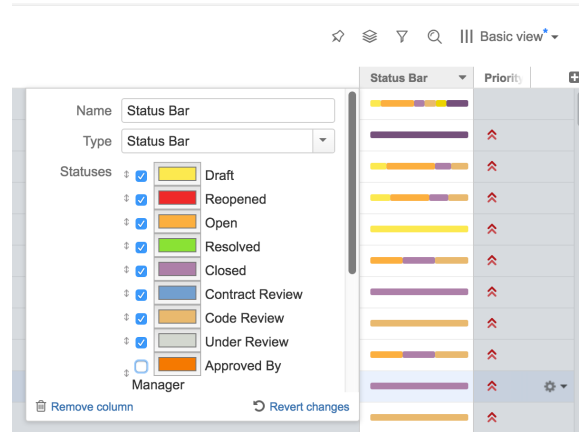 Basic view*
Status Bar
Priority
Name
Status Bar
Type
Status Bar
Statuses
Draft
Reopened
Open
Resolved
Closed
Contract Review
Code Review
Under Review
Approved By
Manager
Remove column
Revert changes